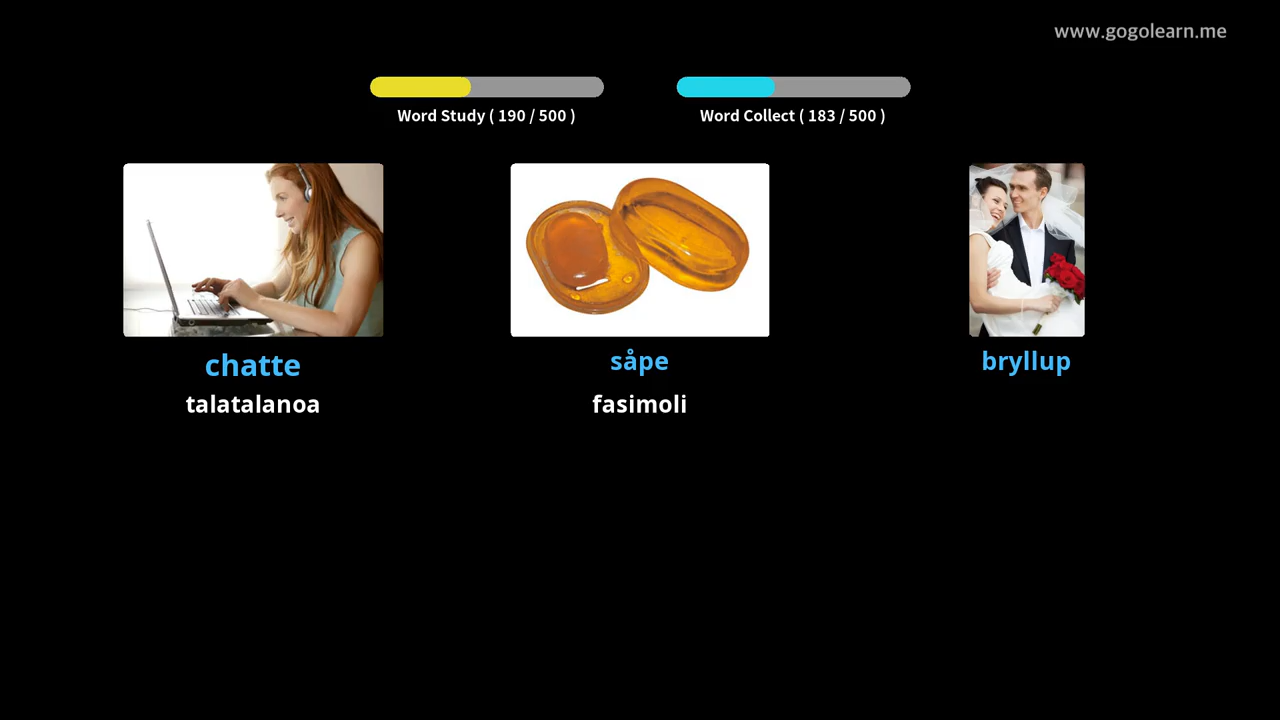 www.gogolearn.me
Word Study ( 190 / 500 )
Word Collect ( 183 / 500 )
chatte
talatalanoa
såpe
fasimoli
bryllup